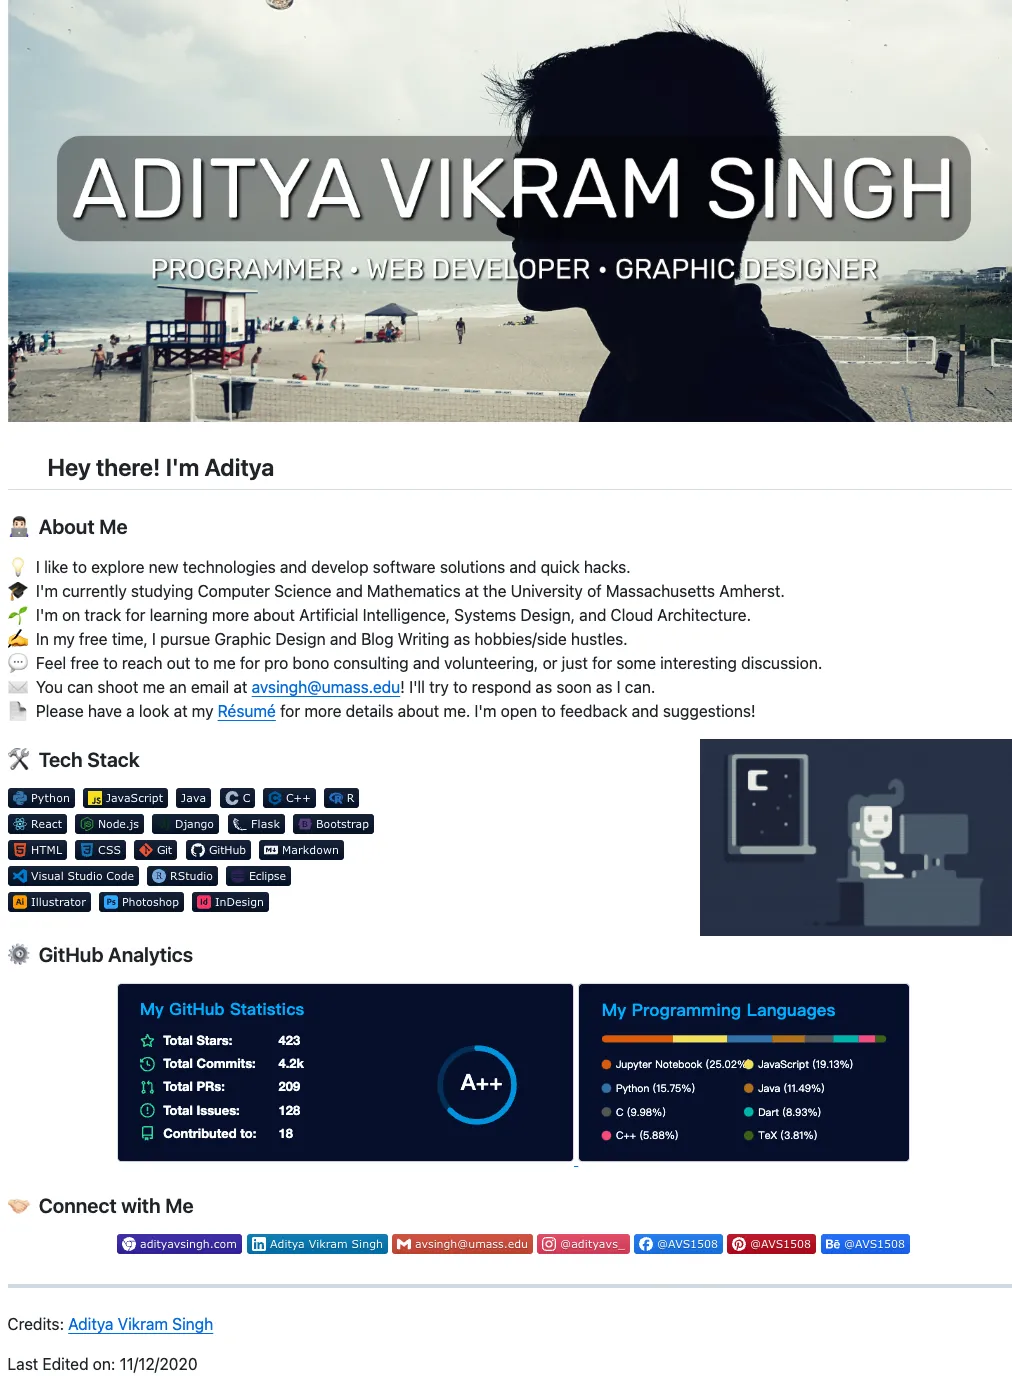 ADITYA VIKRAM SINGH
PROGRAMMER • WEB DEVELOPER • GRAPHIC DESIGNER
Hey there! I'm Aditya
About Me
I like to explore new technologies and develop software solutions and quick hacks.
I'm currently studying Computer Science and Mathematics at the University of Massachusetts Amherst.
I'm on track for learning more about Artificial Intelligence, Systems Design, and Cloud Architecture.
In my free time, I pursue Graphic Design and Blog Writing as hobbies/side hustles.
Feel free to reach out to me for pro bono consulting and volunteering, or just for some interesting discussion.
You can shoot me an email at avsingh@umass.edu! I'll try to respond as soon as I can.
Please have a look at my Résumé for more details about me. I'm open to feedback and suggestions!
Tech Stack
Python JS JavaScript Java C C C++ R R
React Node.js Django Flask Bootstrap
HTML CSS Git GitHub Markdown
Visual Studio Code R RStudio Eclipse
Ai Illustrator Ps Photoshop Id InDesign
GitHub Analytics
My GitHub Statistics
Total Stars: 423
Total Commits: 4.2k
Total PRs: 209
Total Issues: 128
Contributed to: 18
A++
My Programming Languages
Jupyter Notebook (25.02% JavaScript (19.13%)
Python (15.75%) Java (11.49%)
C (9.98%) Dart (8.93%)
C++ (5.88%) TeX (3.81%)
Connect with Me
adityavsingh.com in Aditya Vikram Singh avsingh@umass.edu @adityavs_ @AVS1508 @AVS1508 Bē @AVS1508
Credits: Aditya Vikram Singh
Last Edited on: 11/12/2020